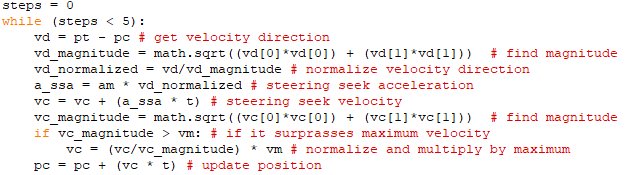 steps = 0
while (steps < 5):
    vd = pt - pc # get velocity direction
    vd_magnitude = math.sqrt((vd[0]*vd[0]) + (vd[1]*vd[1]))  # find magnitude
    vd_normalized = vd/vd_magnitude # normalize velocity direction
    a_ssa = am * vd_normalized # steering seek acceleration
    vc = vc + (a_ssa * t) # steering seek velocity
    vc_magnitude = math.sqrt((vc[0]*vc[0]) + (vc[1]*vc[1]))  # find magnitude
    if vc_magnitude > vm: # if it surprasses maximum velocity
        vc = (vc/vc_magnitude) * vm # normalize and multiply by maximum
    pc = pc + (vc * t) # update position